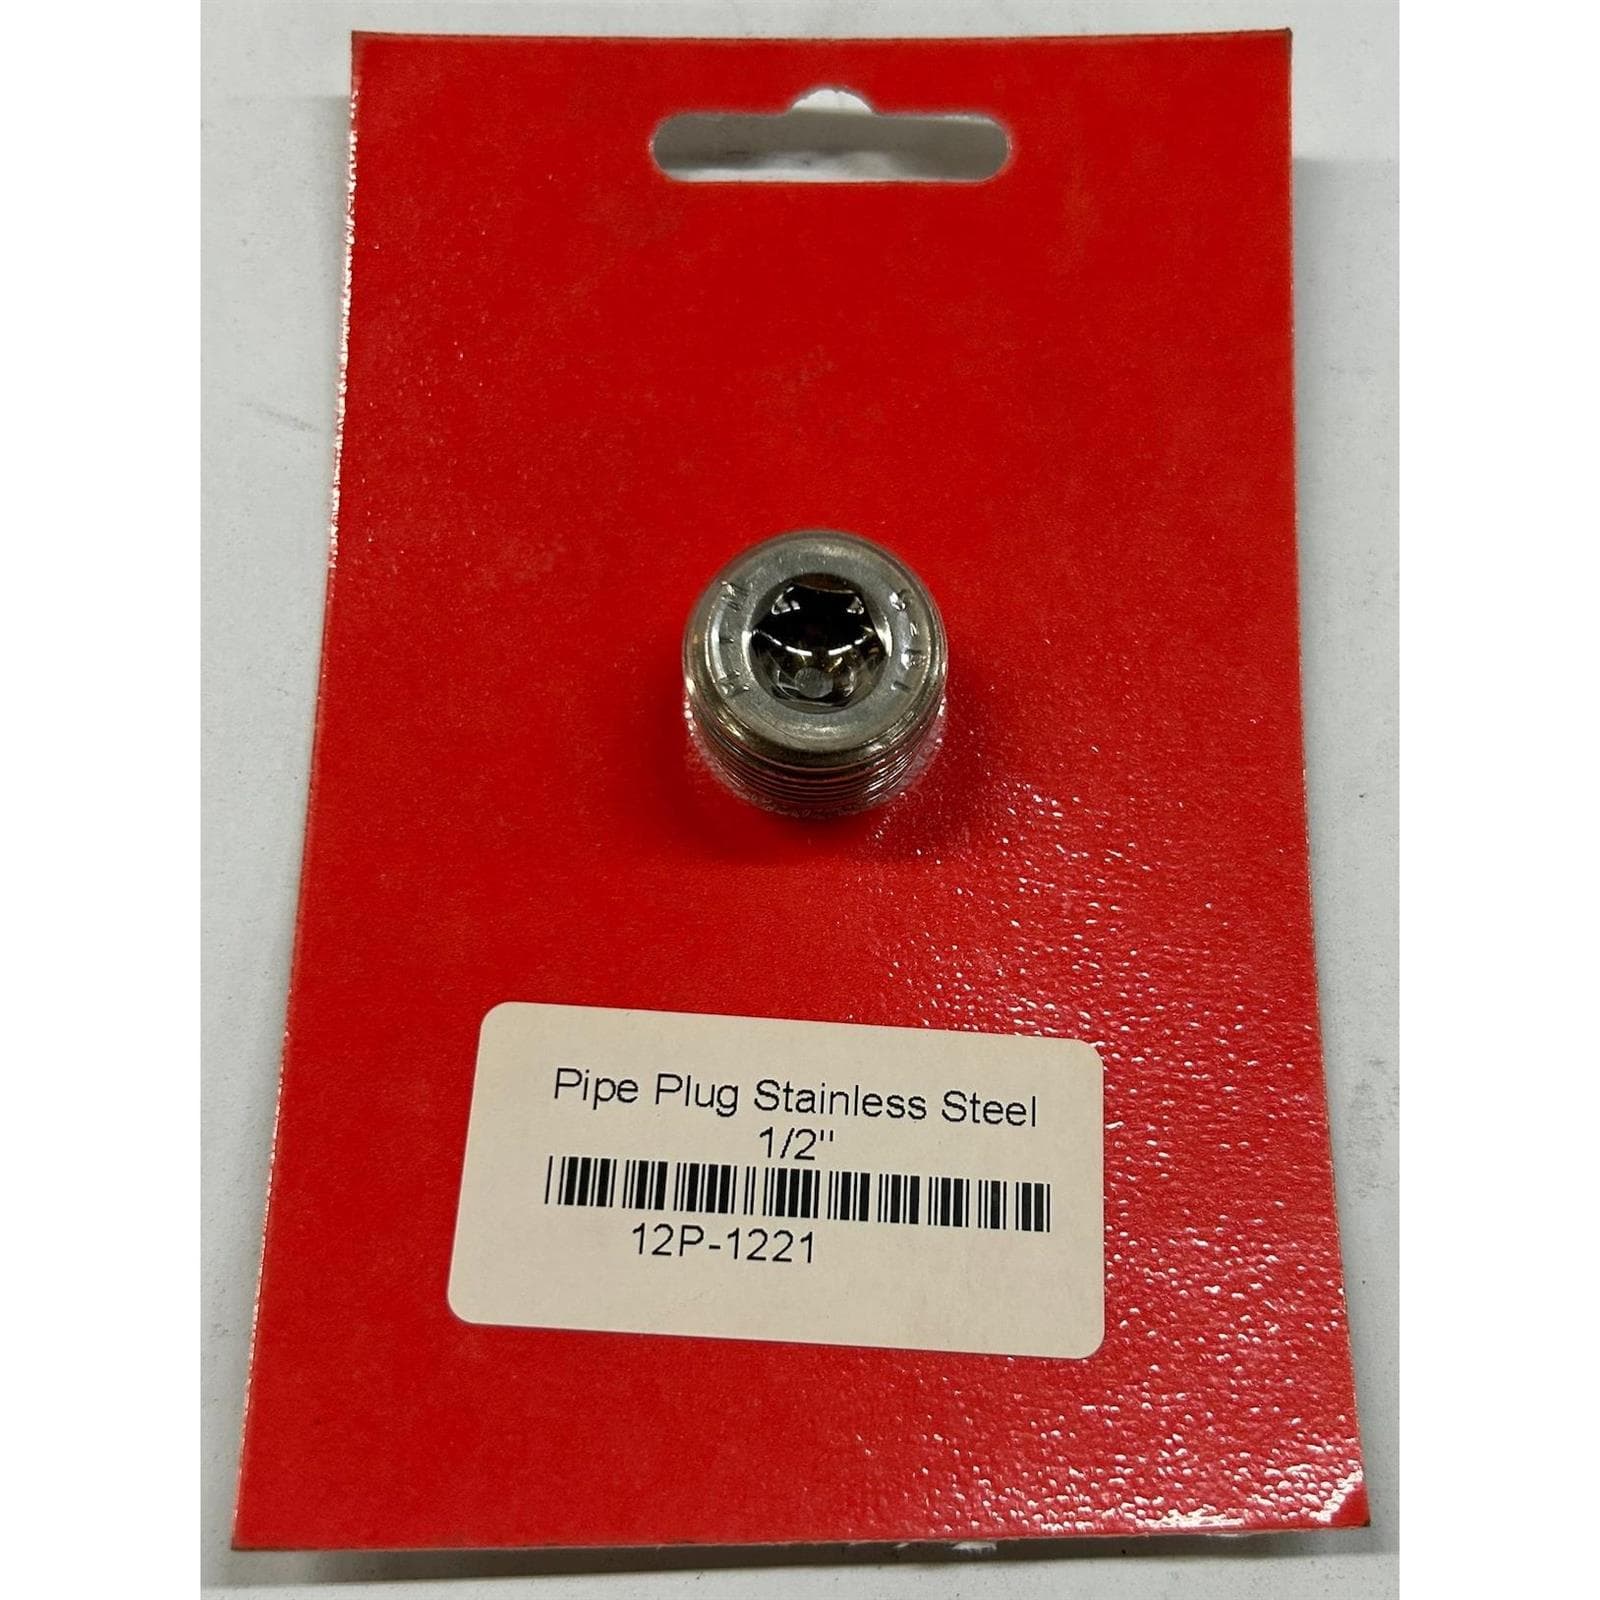 Pipe Plug Stainless Steel
1/2"
12P-1221